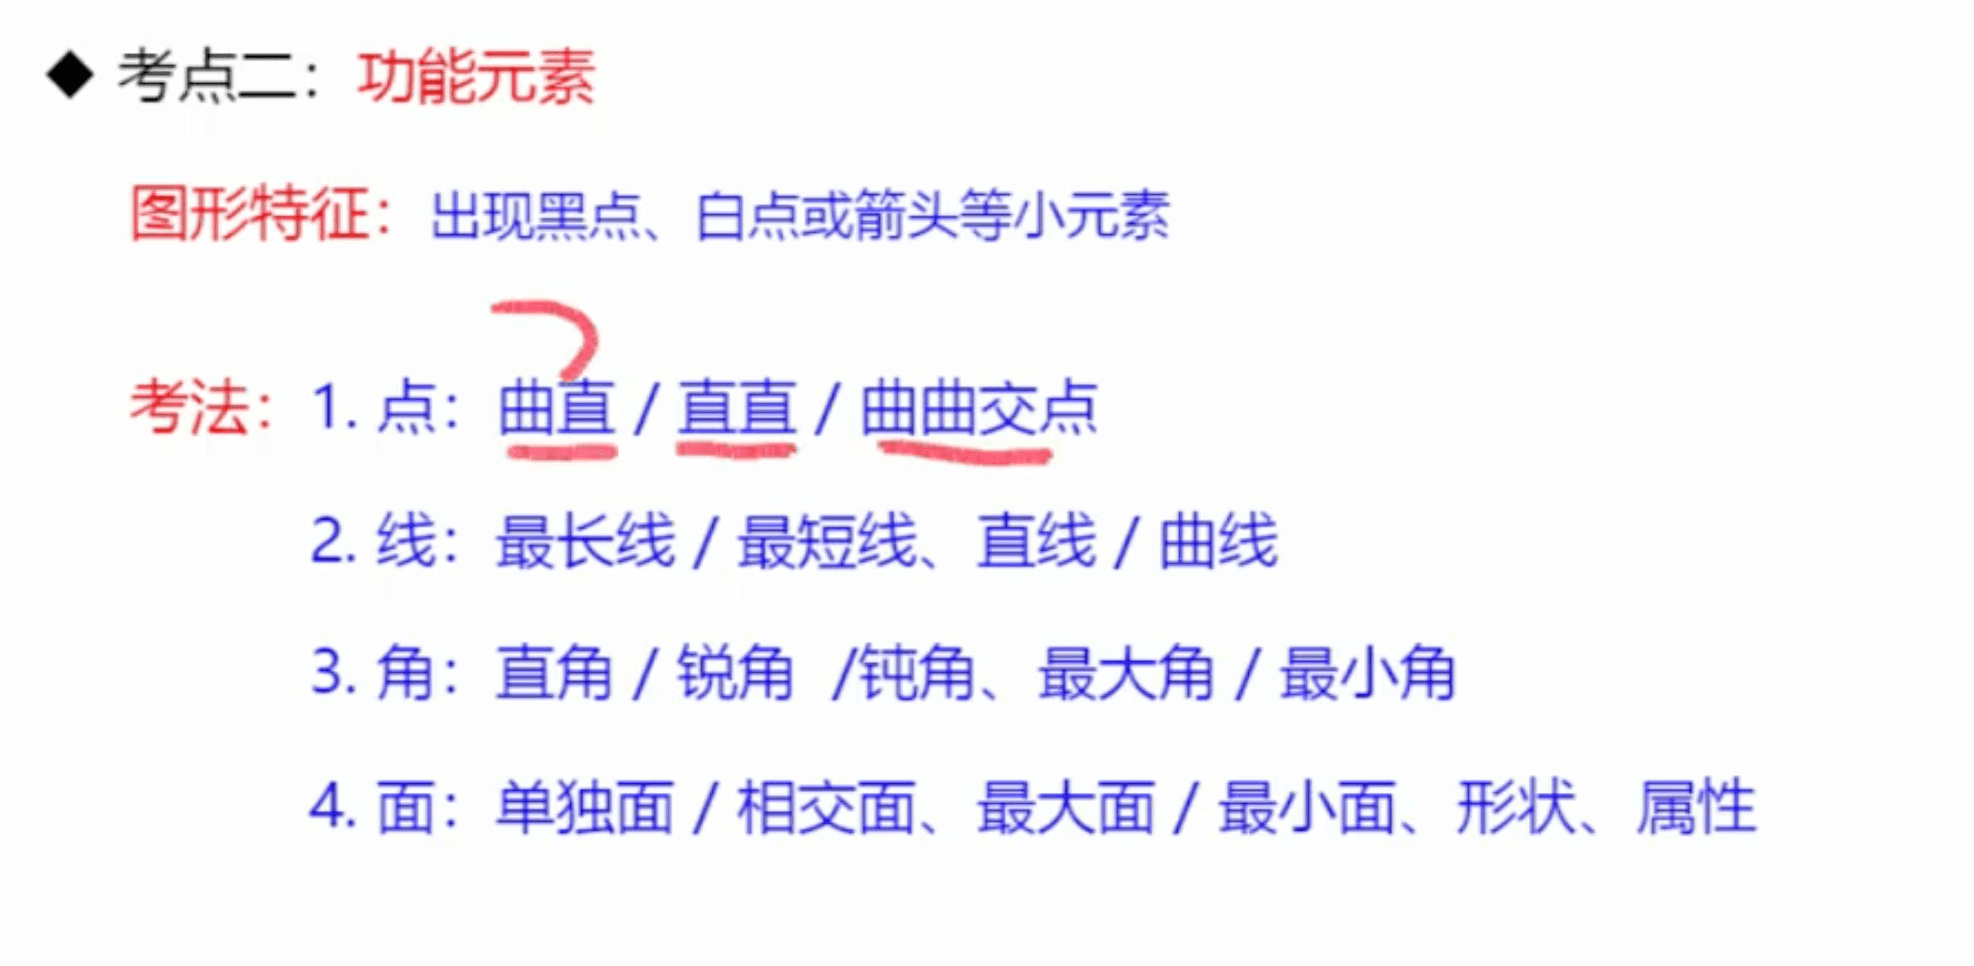 ◆ 考点二：功能元素
图形特征：出现黑点、白点或箭头等小元素
考法：1. 点：曲直 / 直直 / 曲曲交点
2. 线：最长线 / 最短线、直线 / 曲线
3. 角：直角 / 锐角 /钝角、最大角 / 最小角
4. 面：单独面 / 相交面、最大面 / 最小面、形状、属性